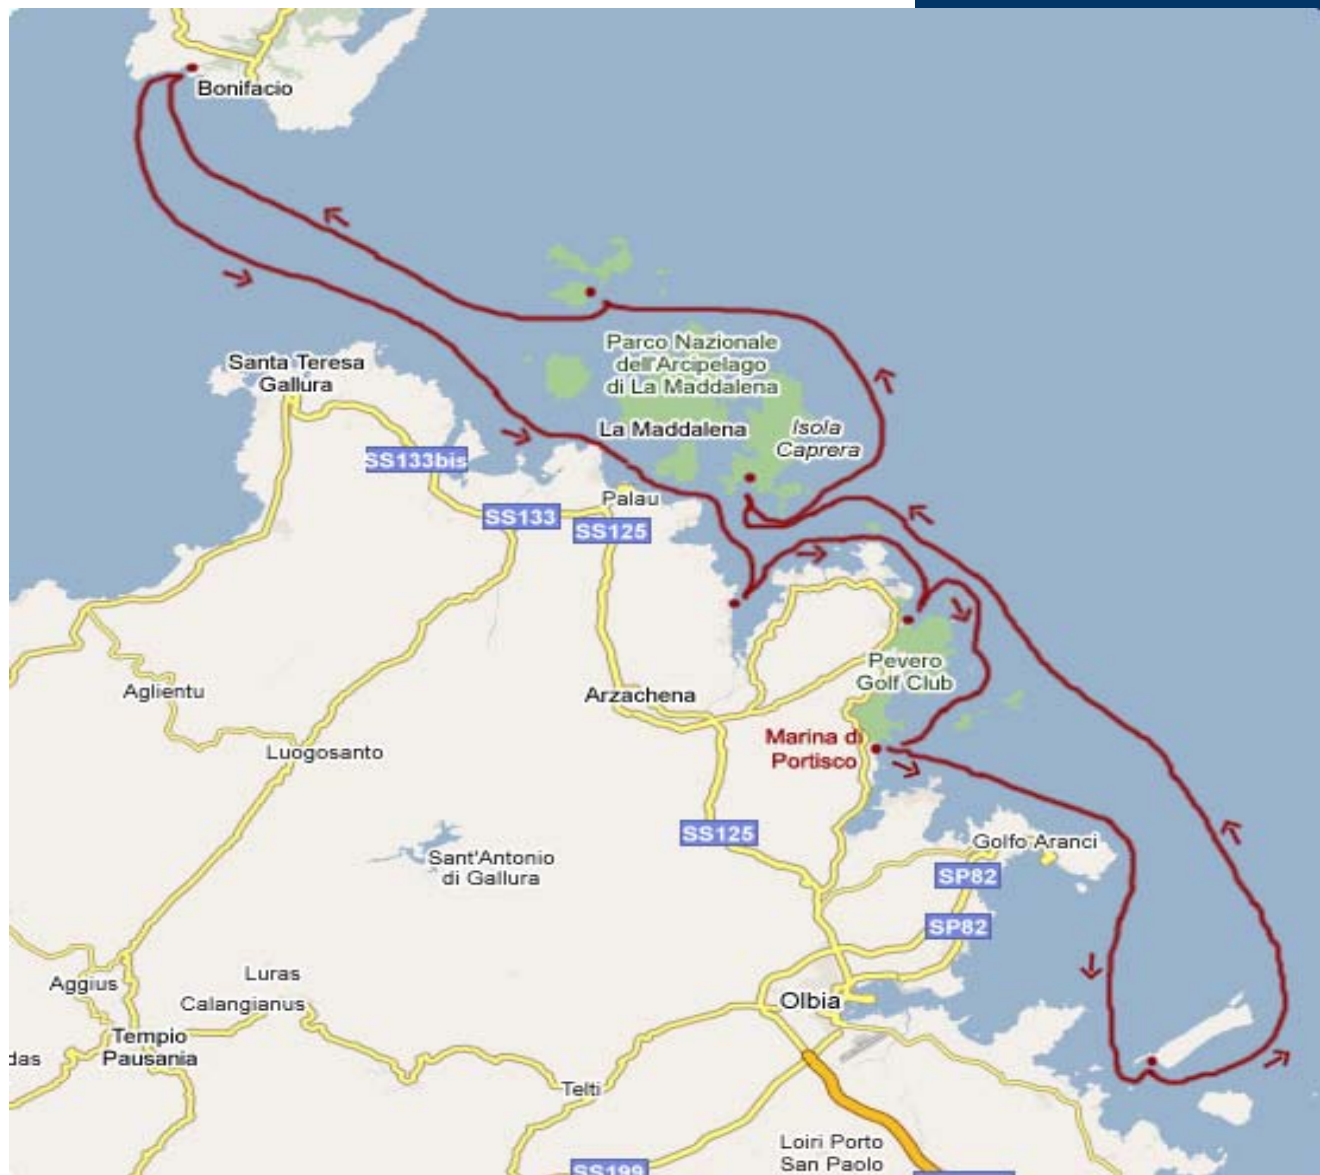 Bonifacio
Santa Teresa
Gallura
Parco Nazionale
dell'Arcipelago
di La Maddalena
La Maddalena
Isola
Caprera
SS133bis
Palau
SS133
SS125
Pevero
Golf Club
Aglientu
Arzachena
Luogosanto
Marina di
Portisco
SS125
Golfo Aranci
Sant'Antonio
di Gallura
SP82
SP82
Luras
Aggius
Calangianus
Olbia
Tempio
Pausania
das
Telti
Loiri Porto
San Paolo
SS199